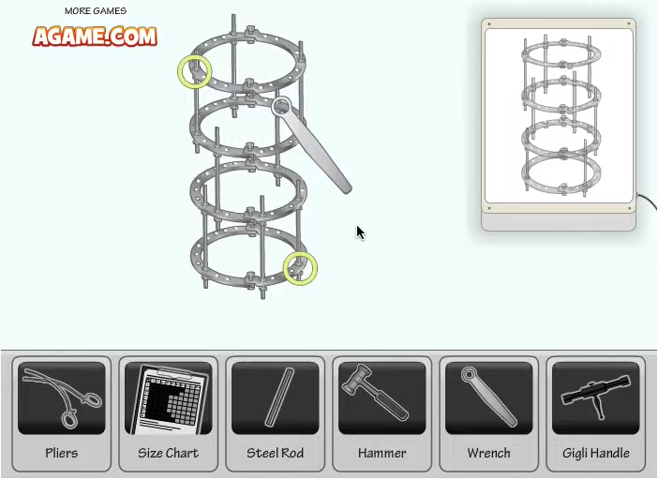 MORE GAMES
AGAME.COM
Pliers
Size Chart
Steel Rod
Hammer
Wrench
Gigli Handle